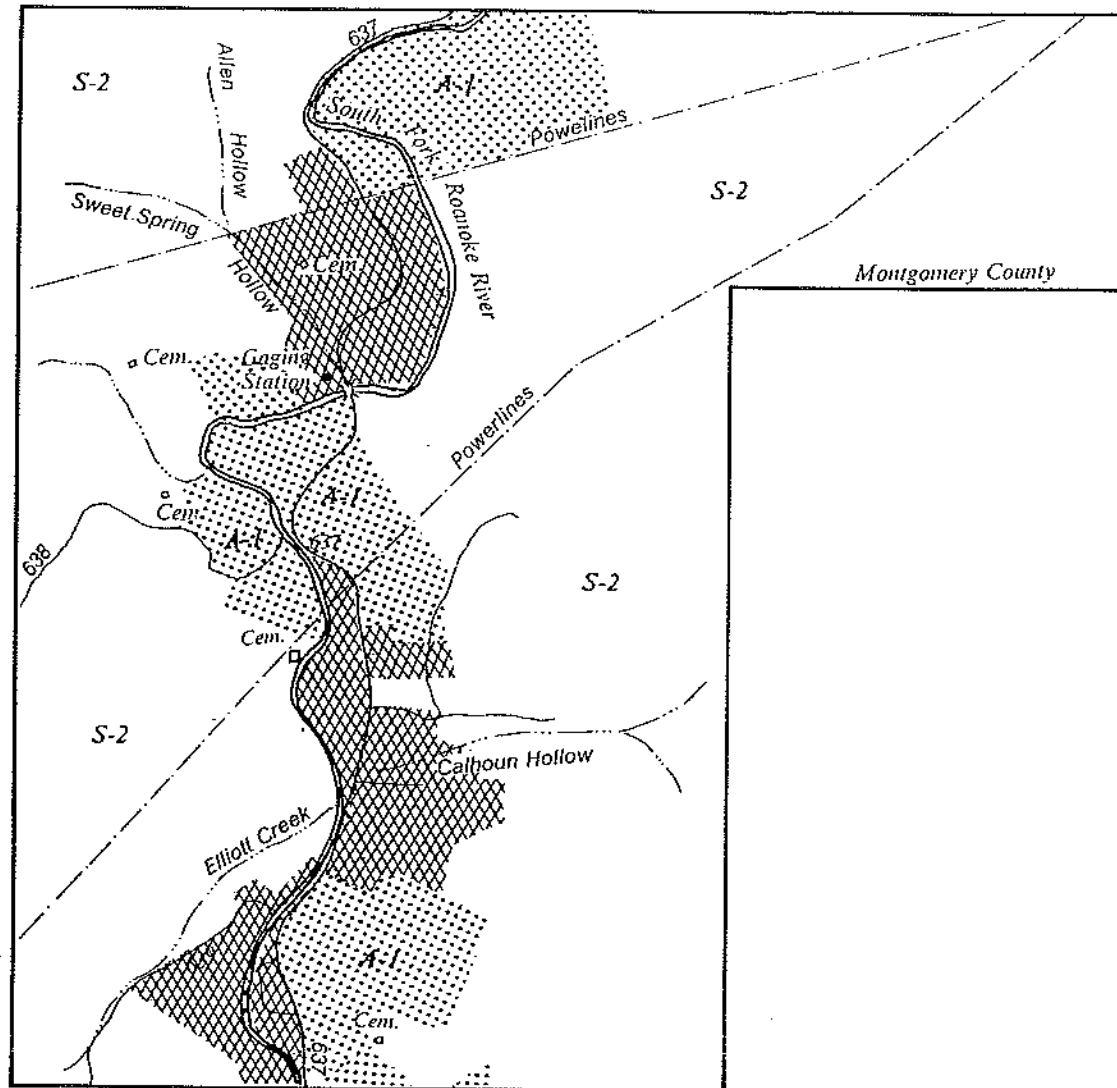 637
Allen
Hollow
S-2
A-1
South Fork Roanoke River
Powelines
S-2
Sweet Spring
Hollow
Cem.
Montgomery County
Cem.
Gaging
Station
Powerlines
A-1
Cem.
A-1
637
638
S-2
Cem.
S-2
Calhoun Hollow
Elliott Creek
A-1
Cem.
637